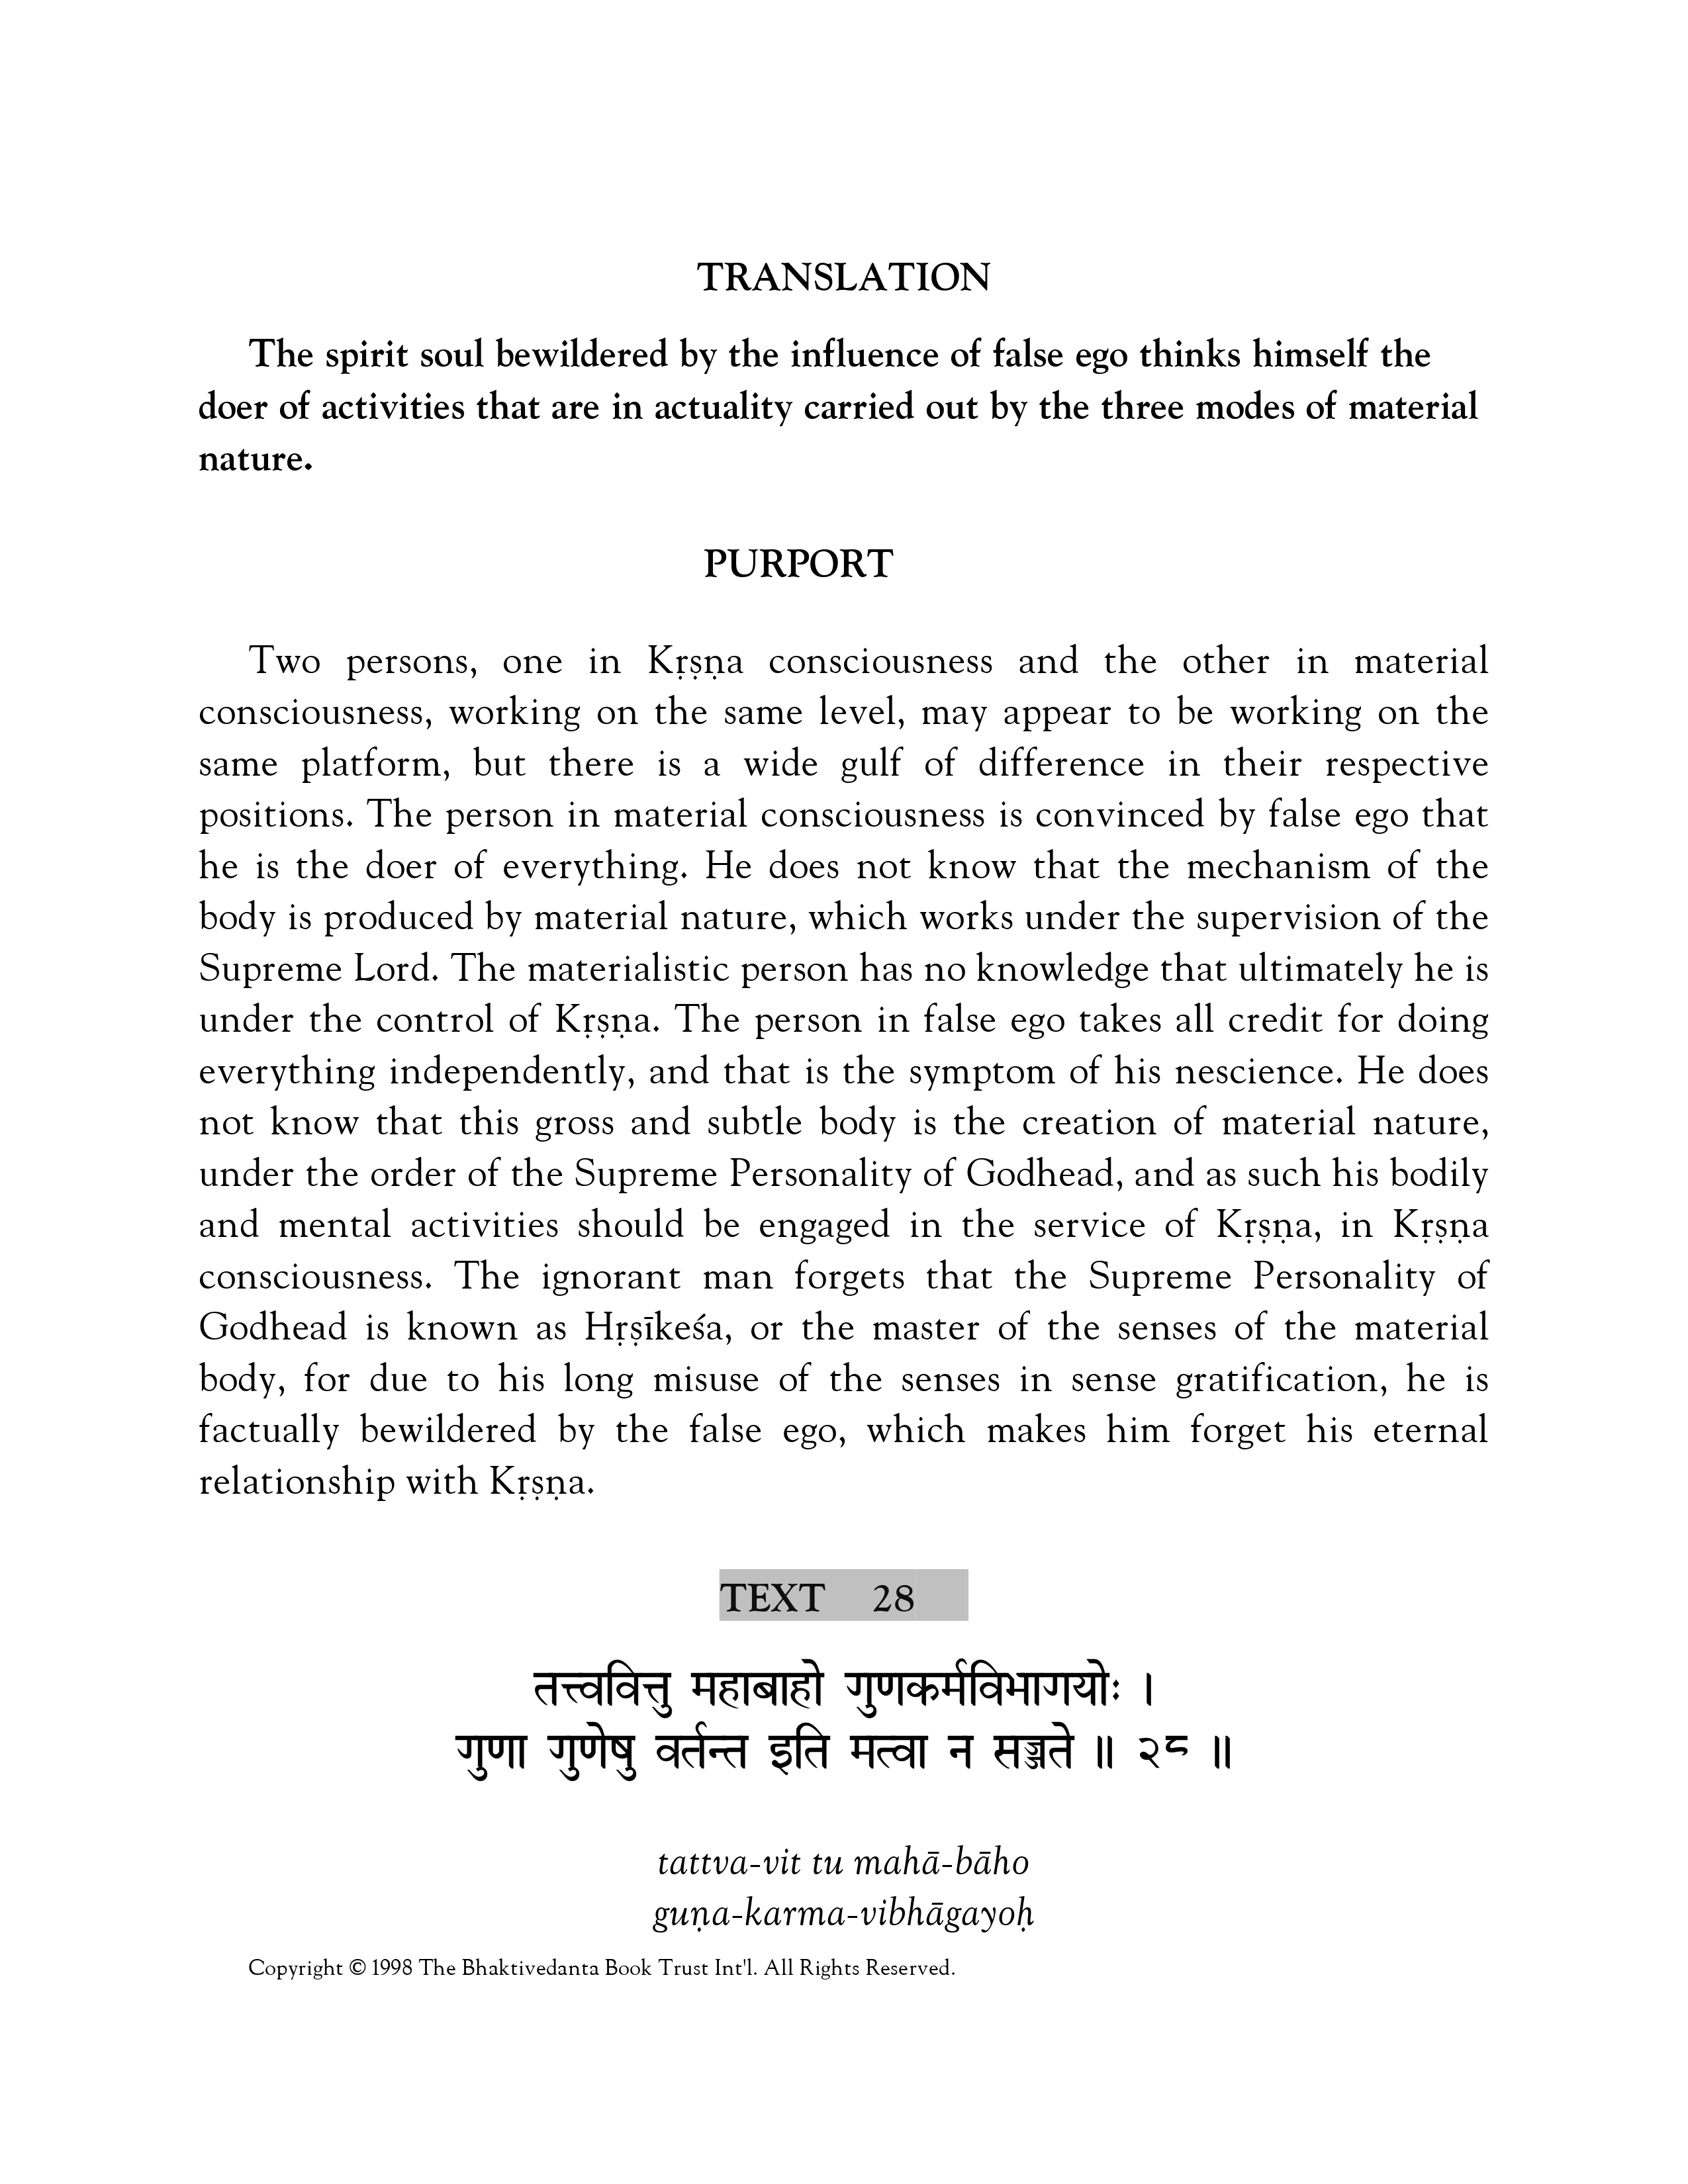 TRANSLATION
The spirit soul bewildered by the influence of false ego thinks himself the
doer of activities that are in actuality carried out by the three modes of material
nature.
PURPORT
Two persons, one in Kṛṣṇa consciousness and the other in material
consciousness, working on the same level, may appear to be working on the
same platform, but there is a wide gulf of difference in their respective
positions. The person in material consciousness is convinced by false ego that
he is the doer of everything. He does not know that the mechanism of the
body is produced by material nature, which works under the supervision of the
Supreme Lord. The materialistic person has no knowledge that ultimately he is
under the control of Kṛṣṇa. The person in false ego takes all credit for doing
everything independently, and that is the symptom of his nescience. He does
not know that this gross and subtle body is the creation of material nature,
under the order of the Supreme Personality of Godhead, and as such his bodily
and mental activities should be engaged in the service of Kṛṣṇa, in Kṛṣṇa
consciousness. The ignorant man forgets that the Supreme Personality of
Godhead is known as Hṛṣīkeśa, or the master of the senses of the material
body, for due to his long misuse of the senses in sense gratification, he is
factually bewildered by the false ego, which makes him forget his eternal
relationship with Kṛṣṇa.
TEXT 28
तत्त्ववित्तु महाबाहो गुणकर्मविभागयोः ।
गुणा गुणेषु वर्तन्त इति मत्वा न सज्जते ॥ २८ ॥
tattva-vit tu mahā-bāho
guṇa-karma-vibhāgayoḥ
Copyright © 1998 The Bhaktivedanta Book Trust Int'l. All Rights Reserved.